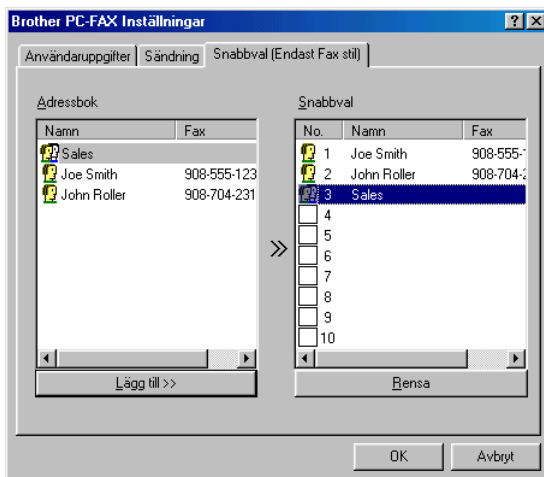 Brother PC-FAX Inställningar
Användaruppgifter Sändning Snabbval (Endast Fax stil)
Adressbok
Namn Fax
Sales
Joe Smith 908-555-123
John Roller 908-704-231
Lägg till >>
>>
Snabbval
No. Namn Fax
1 Joe Smith 908-555-
2 John Roller 908-704-
3 Sales
4
5
6
7
8
9
10
Rensa
OK Avbryt